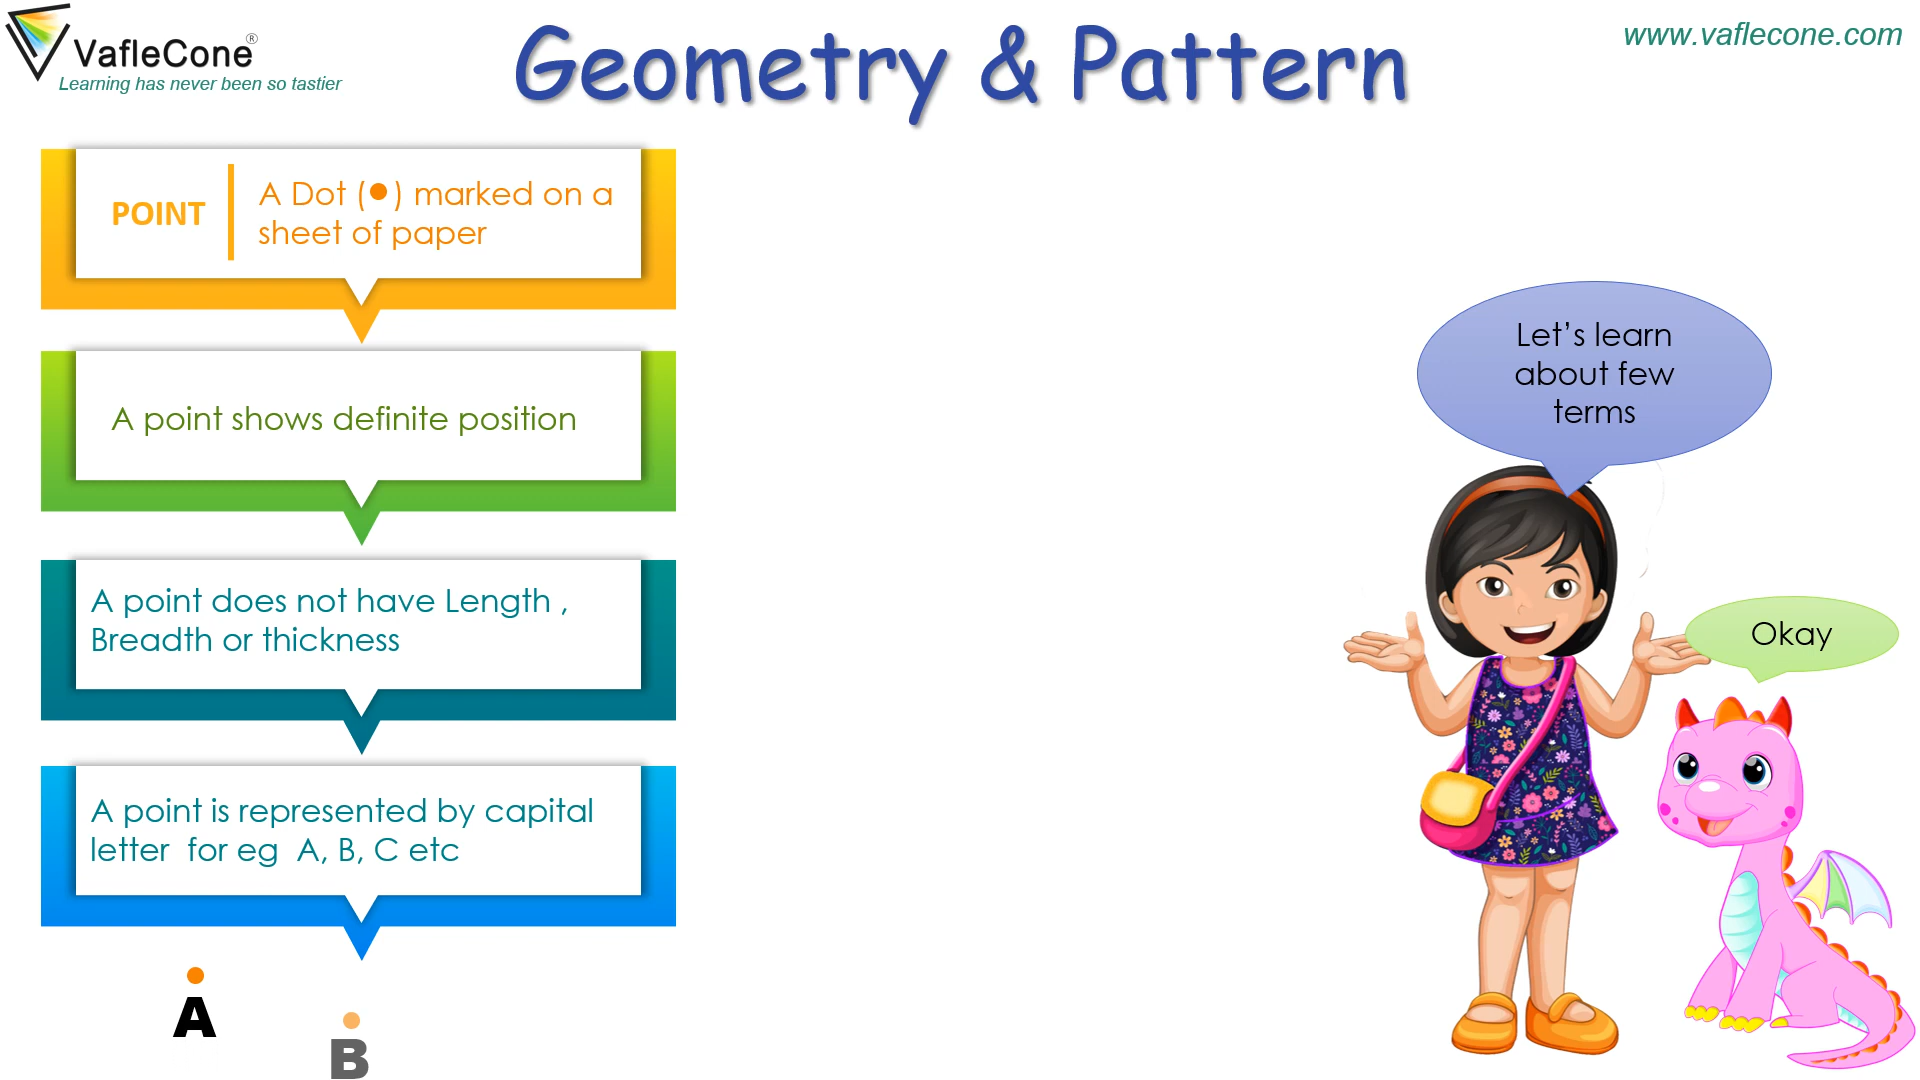 VafleCone®
Learning has never been so tastier
Geometry & Pattern
www.vaflecone.com
POINT
A Dot (●) marked on a
sheet of paper
A point shows definite position
A point does not have Length ,
Breadth or thickness
A point is represented by capital
letter  for eg  A, B, C etc
A
B
Let’s learn
about few
terms
Okay